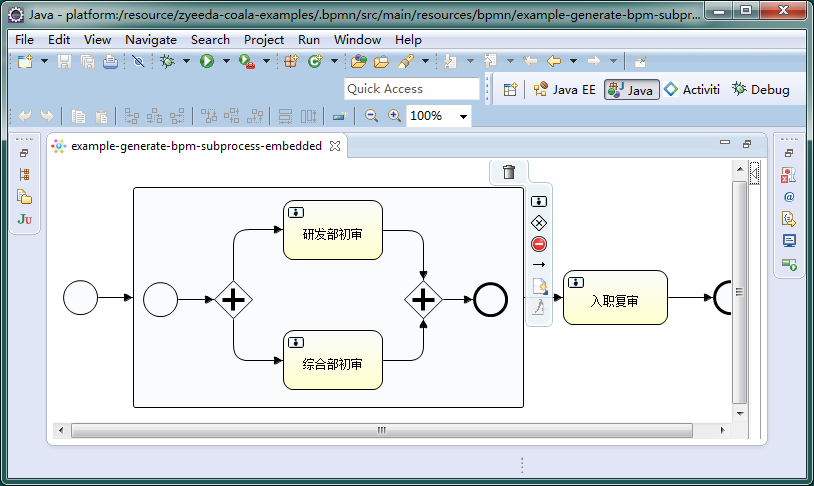 Java - platform:/resource/zyeeda-coala-examples/.bpmn/src/main/resources/bpmn/example-generate-bpm-subpr...
File Edit View Navigate Search Project Run Window Help
Quick Access
Java EE Java Activiti Debug
100%
example-generate-bpm-subprocess-embedded
JU
@
研发部初审
入职复审
综合部初审